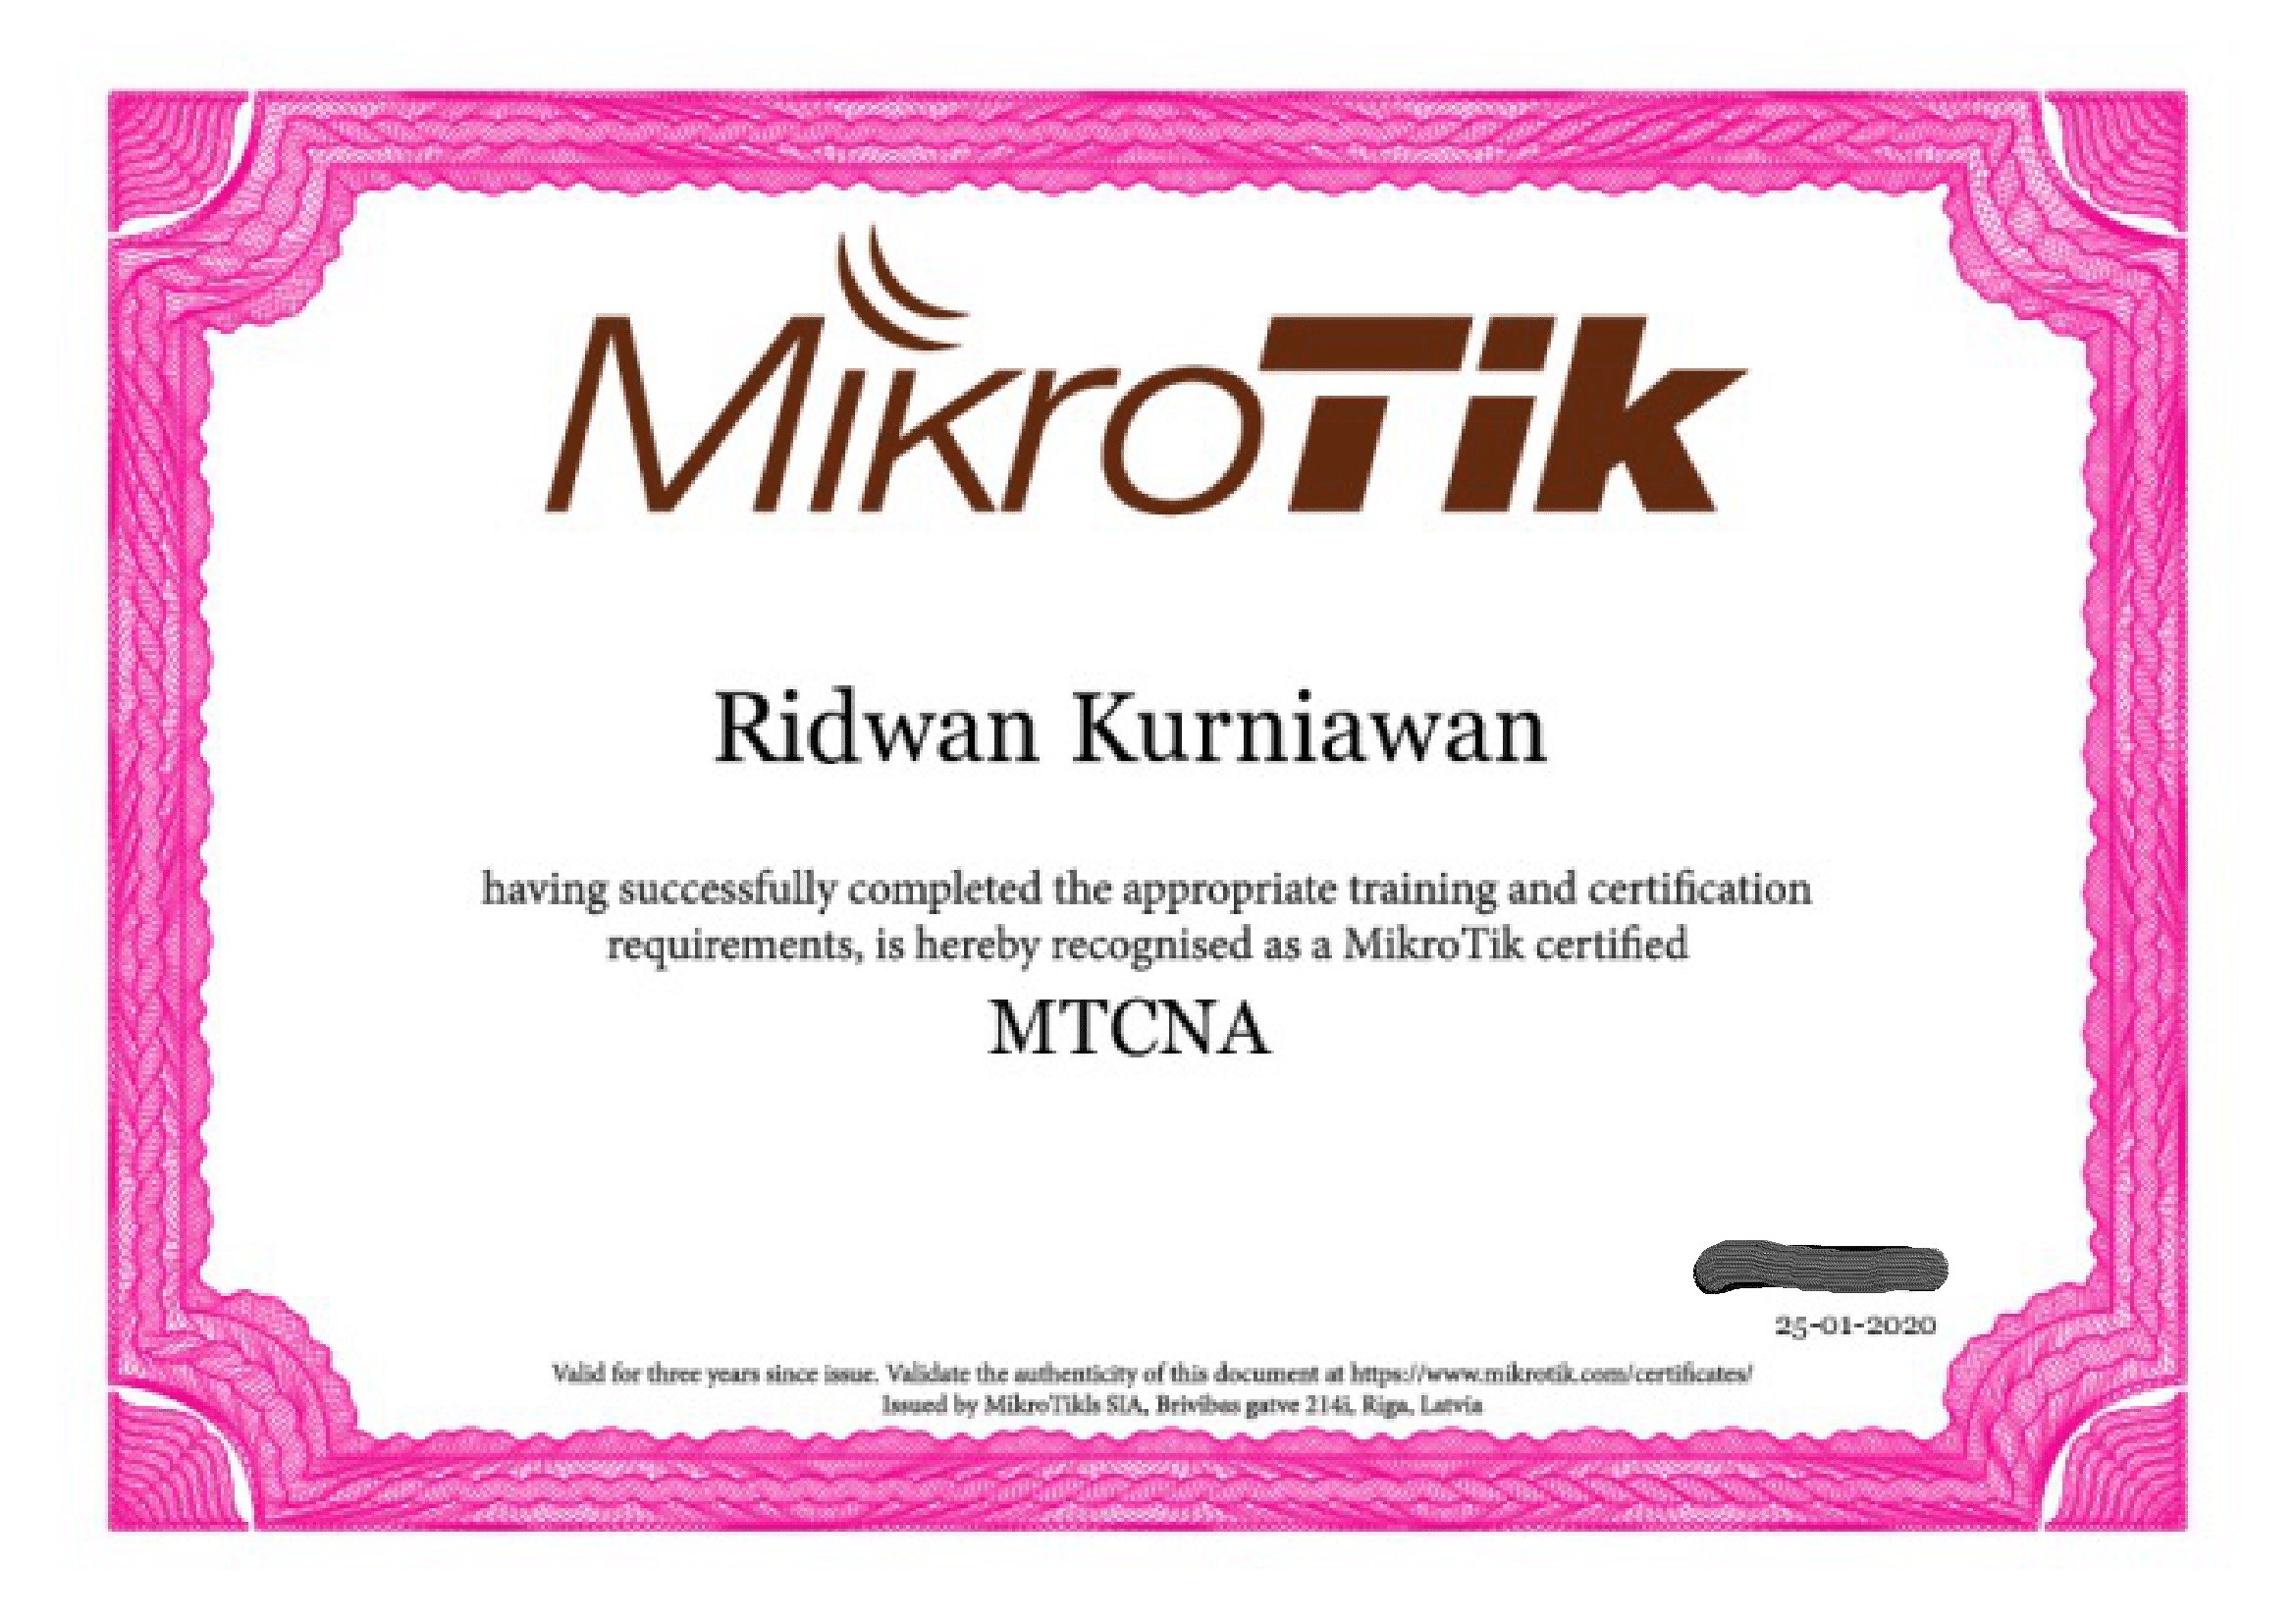 MikroTik
Ridwan Kurniawan
having successfully completed the appropriate training and certification
requirements, is hereby recognised as a MikroTik certified
MTCNA
25-01-2020
Valid for three years since issue. Validate the authenticity of this document at https://www.mikrotik.com/certificates/
Issued by MikroTikls SIA, Brivibas gatve 214i, Riga, Latvia